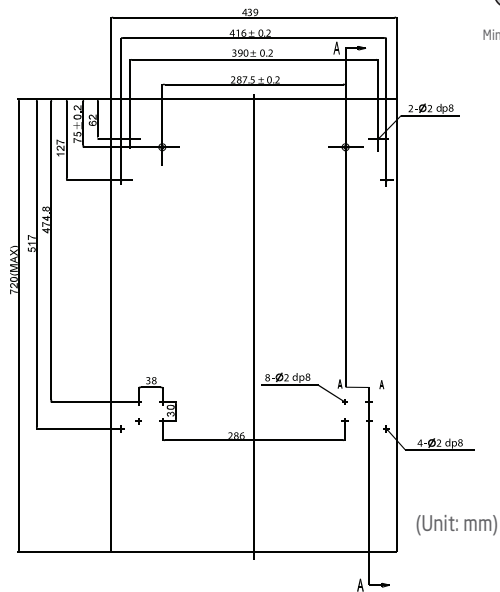 439
416± 0.2
Min
390± 0.2
A
287.5± 0.2
2-Ø2 dp8
75±0.2
62
127
474.8
517
720(MAX)
38
8-Ø2 dp8
A
A
30
286
4-Ø2 dp8
(Unit: mm)
A